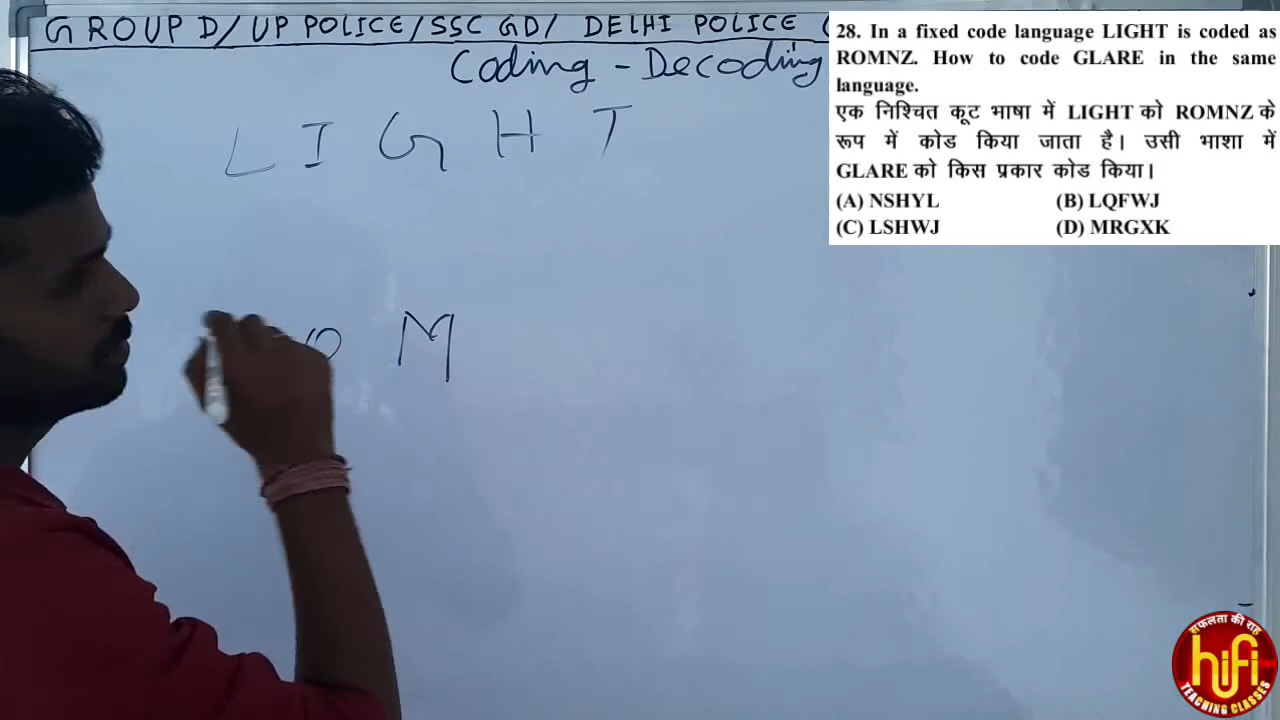 GROUP D/ UP POLICE/SSC GD/ DELHI POLICE (
Coding - Decoding
L I G H T
O M
28. In a fixed code language LIGHT is coded as
ROMNZ. How to code GLARE in the same
language.
एक निश्चित कूट भाषा में LIGHT को ROMNZ के
रूप में कोड किया जाता है। उसी भाशा में
GLARE को किस प्रकार कोड किया।
(A) NSHYL (B) LQFWJ
(C) LSHWJ (D) MRGXK
सफलता की राह
hifi
TEACHING CLASSES